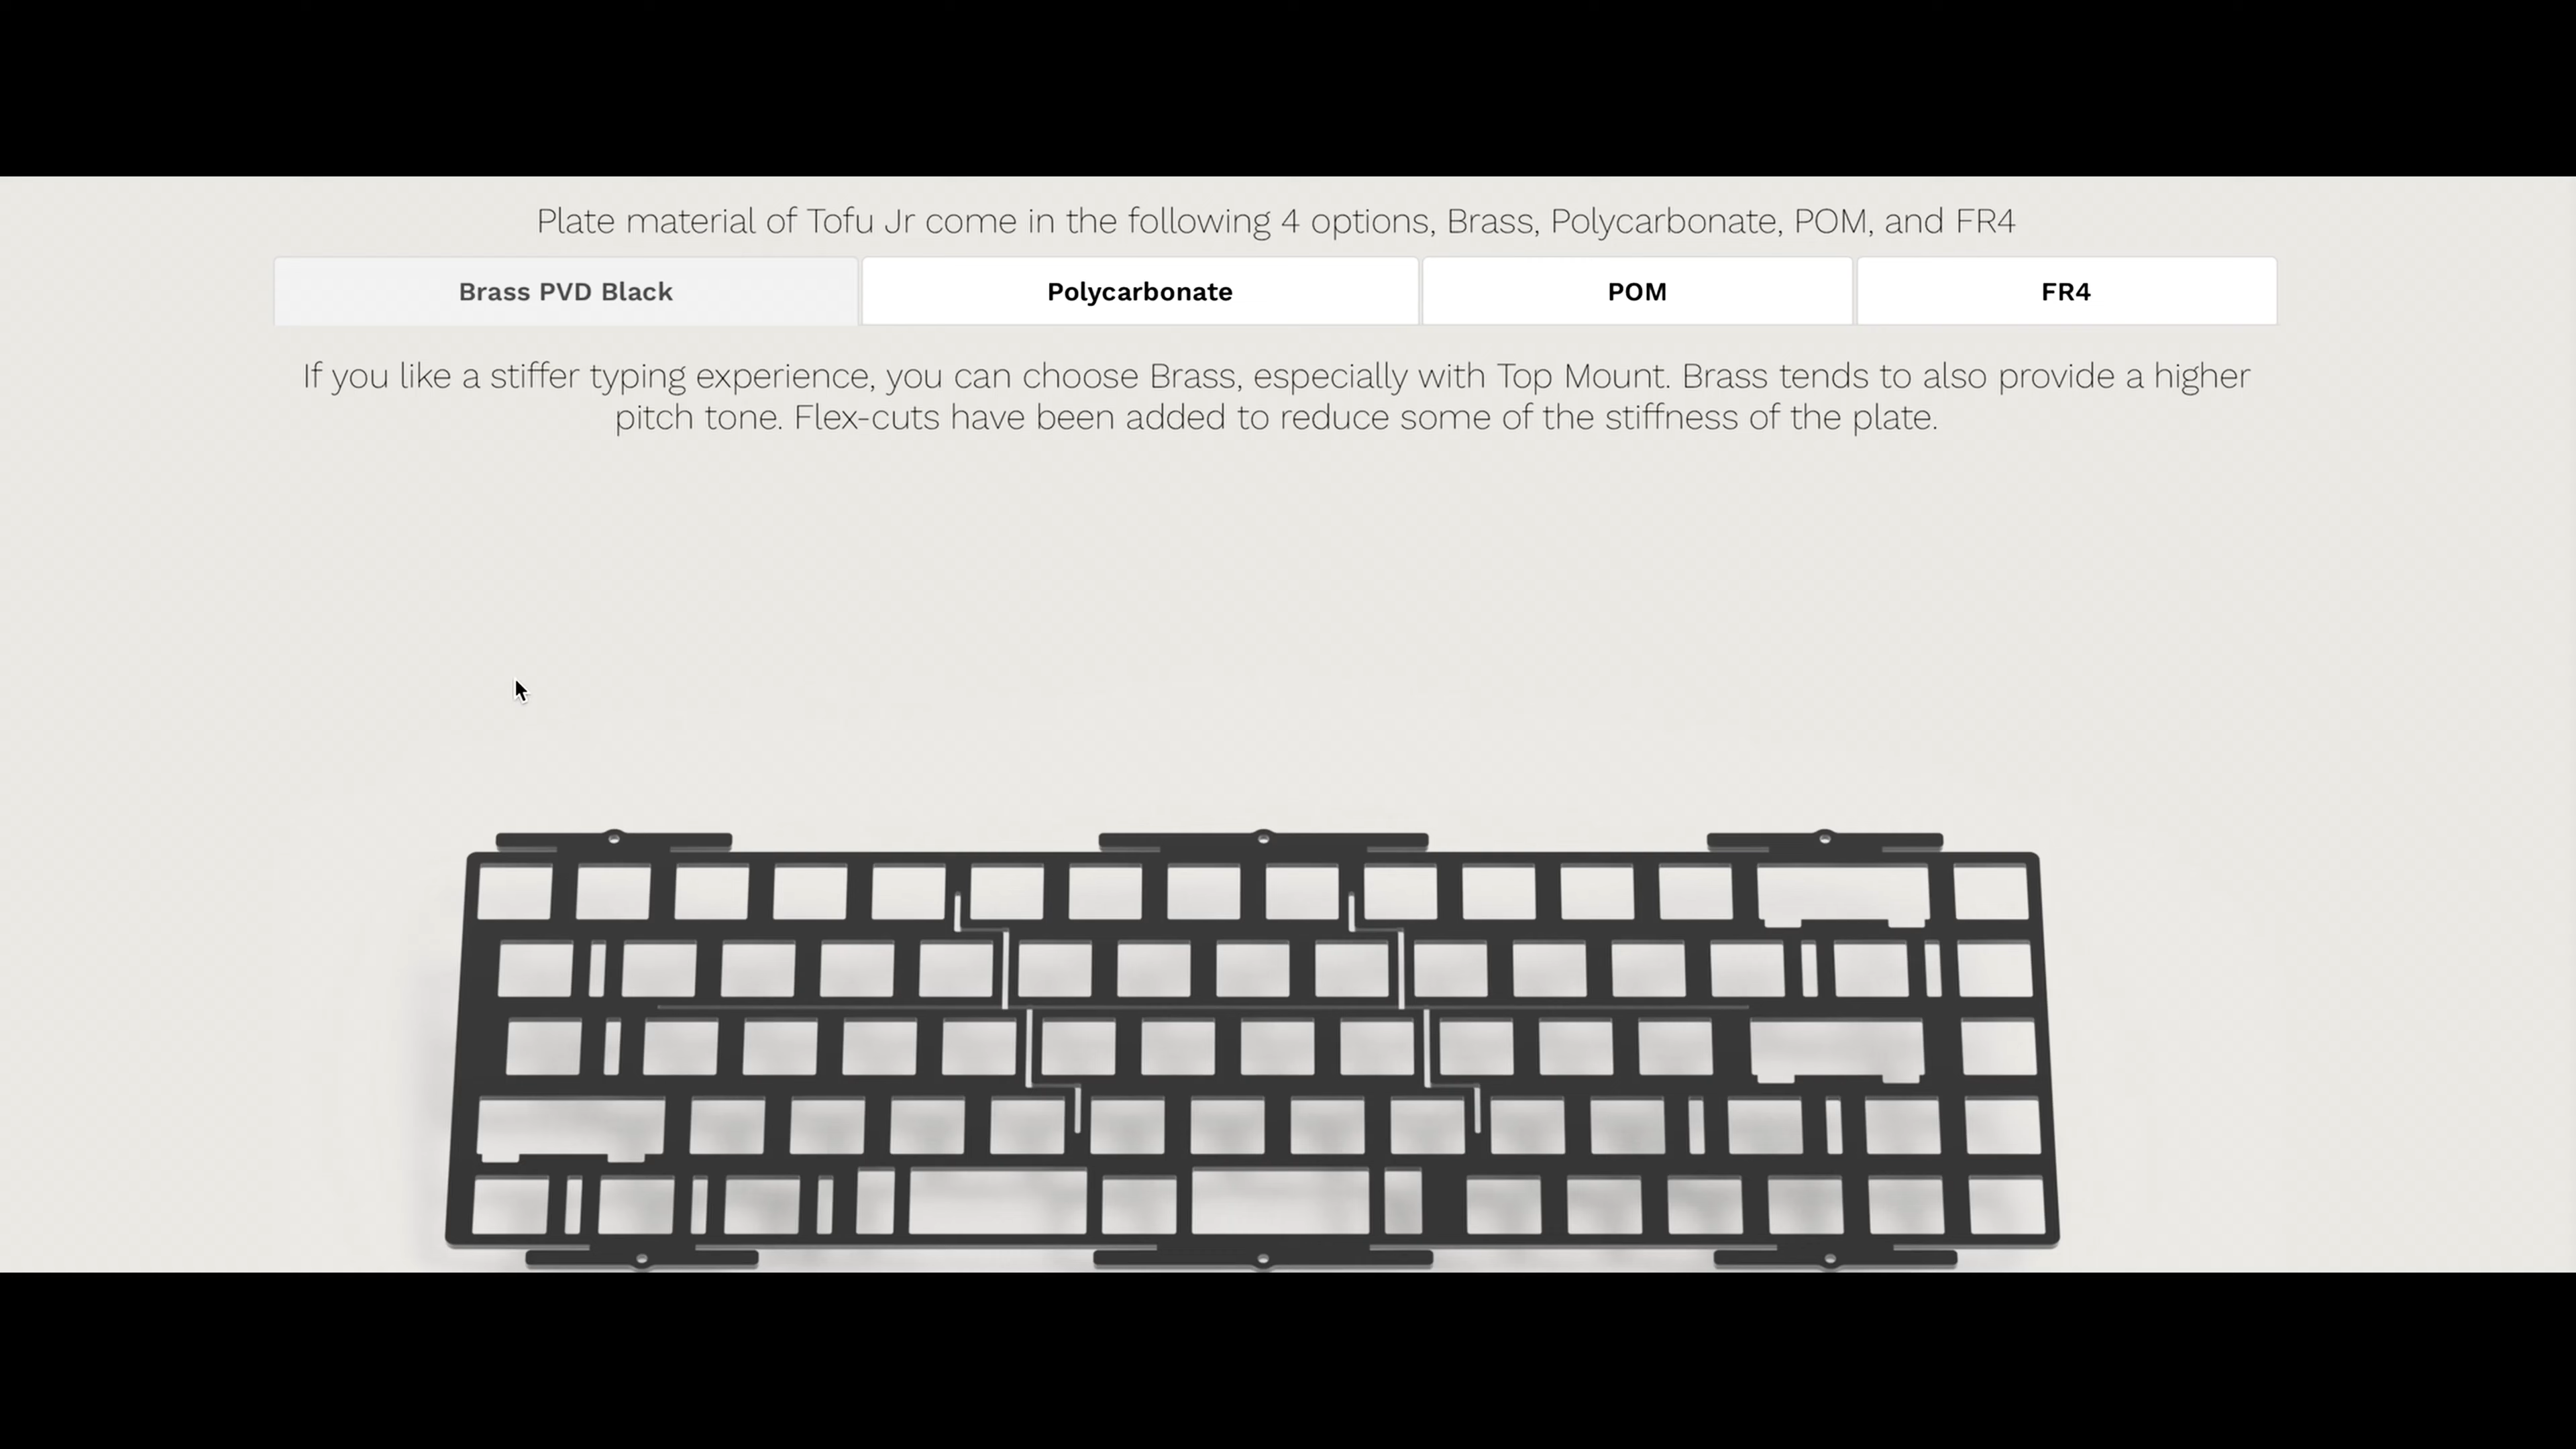 Plate material of Tofu Jr come in the following 4 options, Brass, Polycarbonate, POM, and FR4
Brass PVD Black
Polycarbonate
POM
FR4
If you like a stiffer typing experience, you can choose Brass, especially with Top Mount. Brass tends to also provide a higher
pitch tone. Flex-cuts have been added to reduce some of the stiffness of the plate.